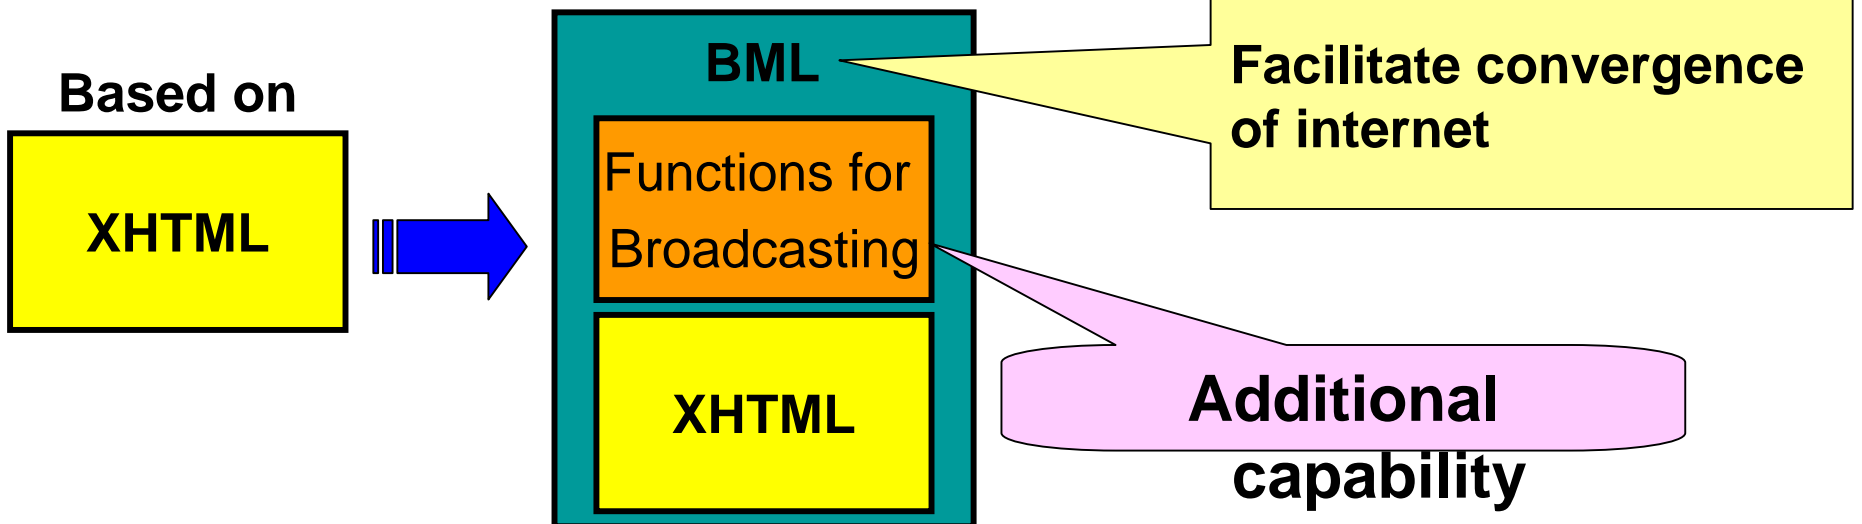 Based on
XHTML
BML
Functions for
Broadcasting
XHTML
Facilitate convergence
of internet
Additional
capability